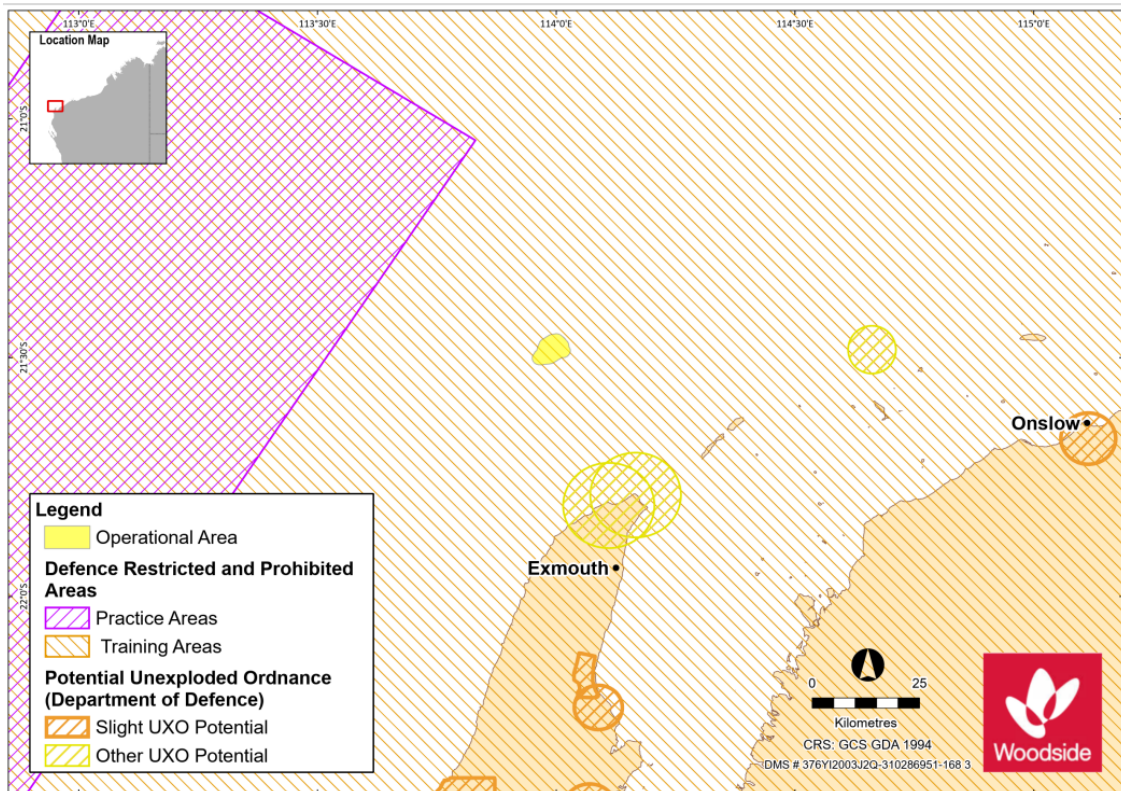 113°0'E
113°30'E
114°0'E
114°30'E
115°0'E
Location Map
21°0'S
21°30'S
22°0'S
Onslow
Exmouth
Legend
Operational Area
Defence Restricted and Prohibited
Areas
Practice Areas
Training Areas
Potential Unexploded Ordnance
(Department of Defence)
Slight UXO Potential
Other UXO Potential
0 25
Kilometres
CRS: GCS GDA 1994
DMS # 376YI2003J2Q-310286951-168 3
Woodside